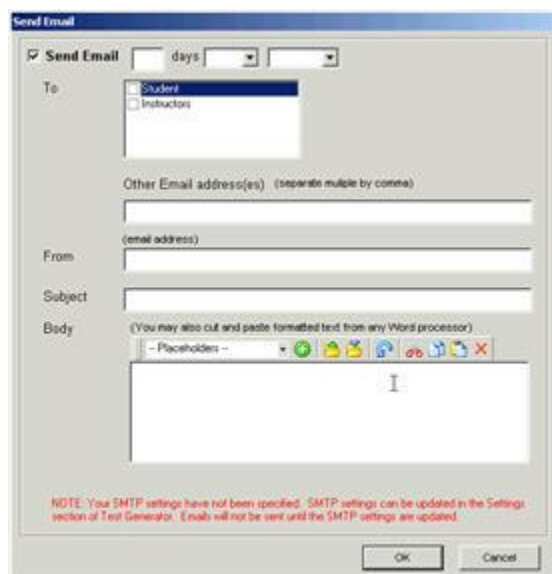 Send Email
Send Email days
To
Student
Instructors
Other Email address(es) (separate muliple by comma)
(email address)
From
Subject
Body
(You may also cut and paste formatted text from any Word processor)
-- Placeholders --
NOTE: Your SMTP settings have not been specified. SMTP settings can be updated in the Settings
section of Test Generator. Emails will not be sent until the SMTP settings are updated.
OK
Cancel